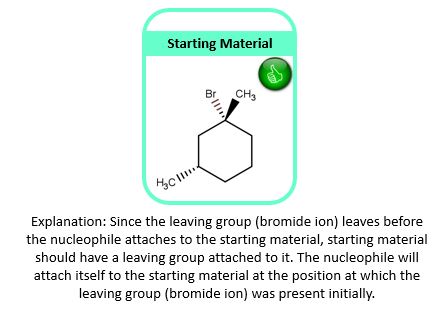 Starting Material
Br CH3
H3C
Explanation: Since the leaving group (bromide ion) leaves before
the nucleophile attaches to the starting material, starting material
should have a leaving group attached to it. The nucleophile will
attach itself to the starting material at the position at which the
leaving group (bromide ion) was present initially.